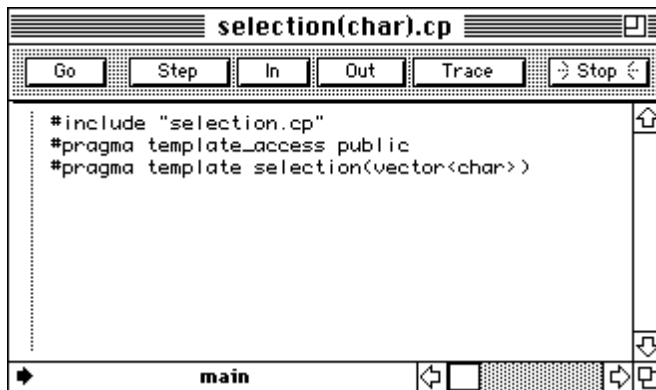 selection(char).cp
Go Step In Out Trace Stop
#include "selection.cp"
#pragma template_access public
#pragma template selection(vector<char>)
main